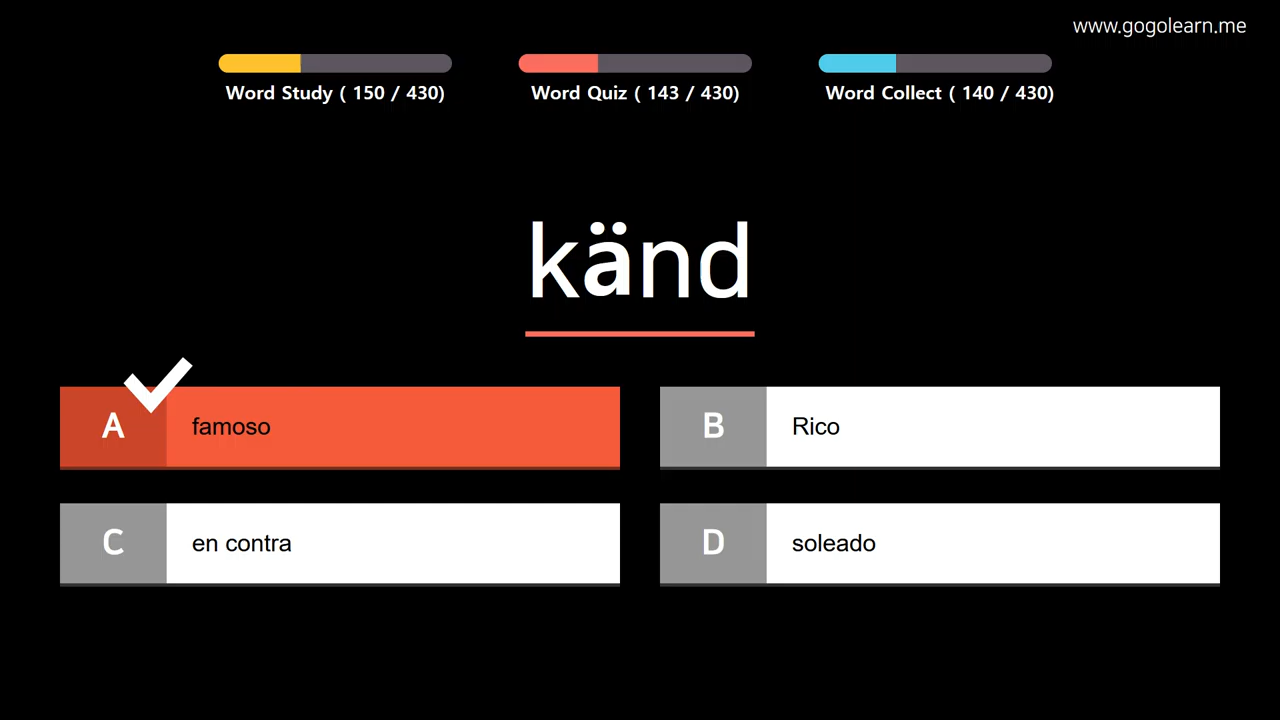 www.gogolearn.me
Word Study ( 150 / 430)
Word Quiz ( 143 / 430)
Word Collect ( 140 / 430)
känd
A famoso
B Rico
C en contra
D soleado